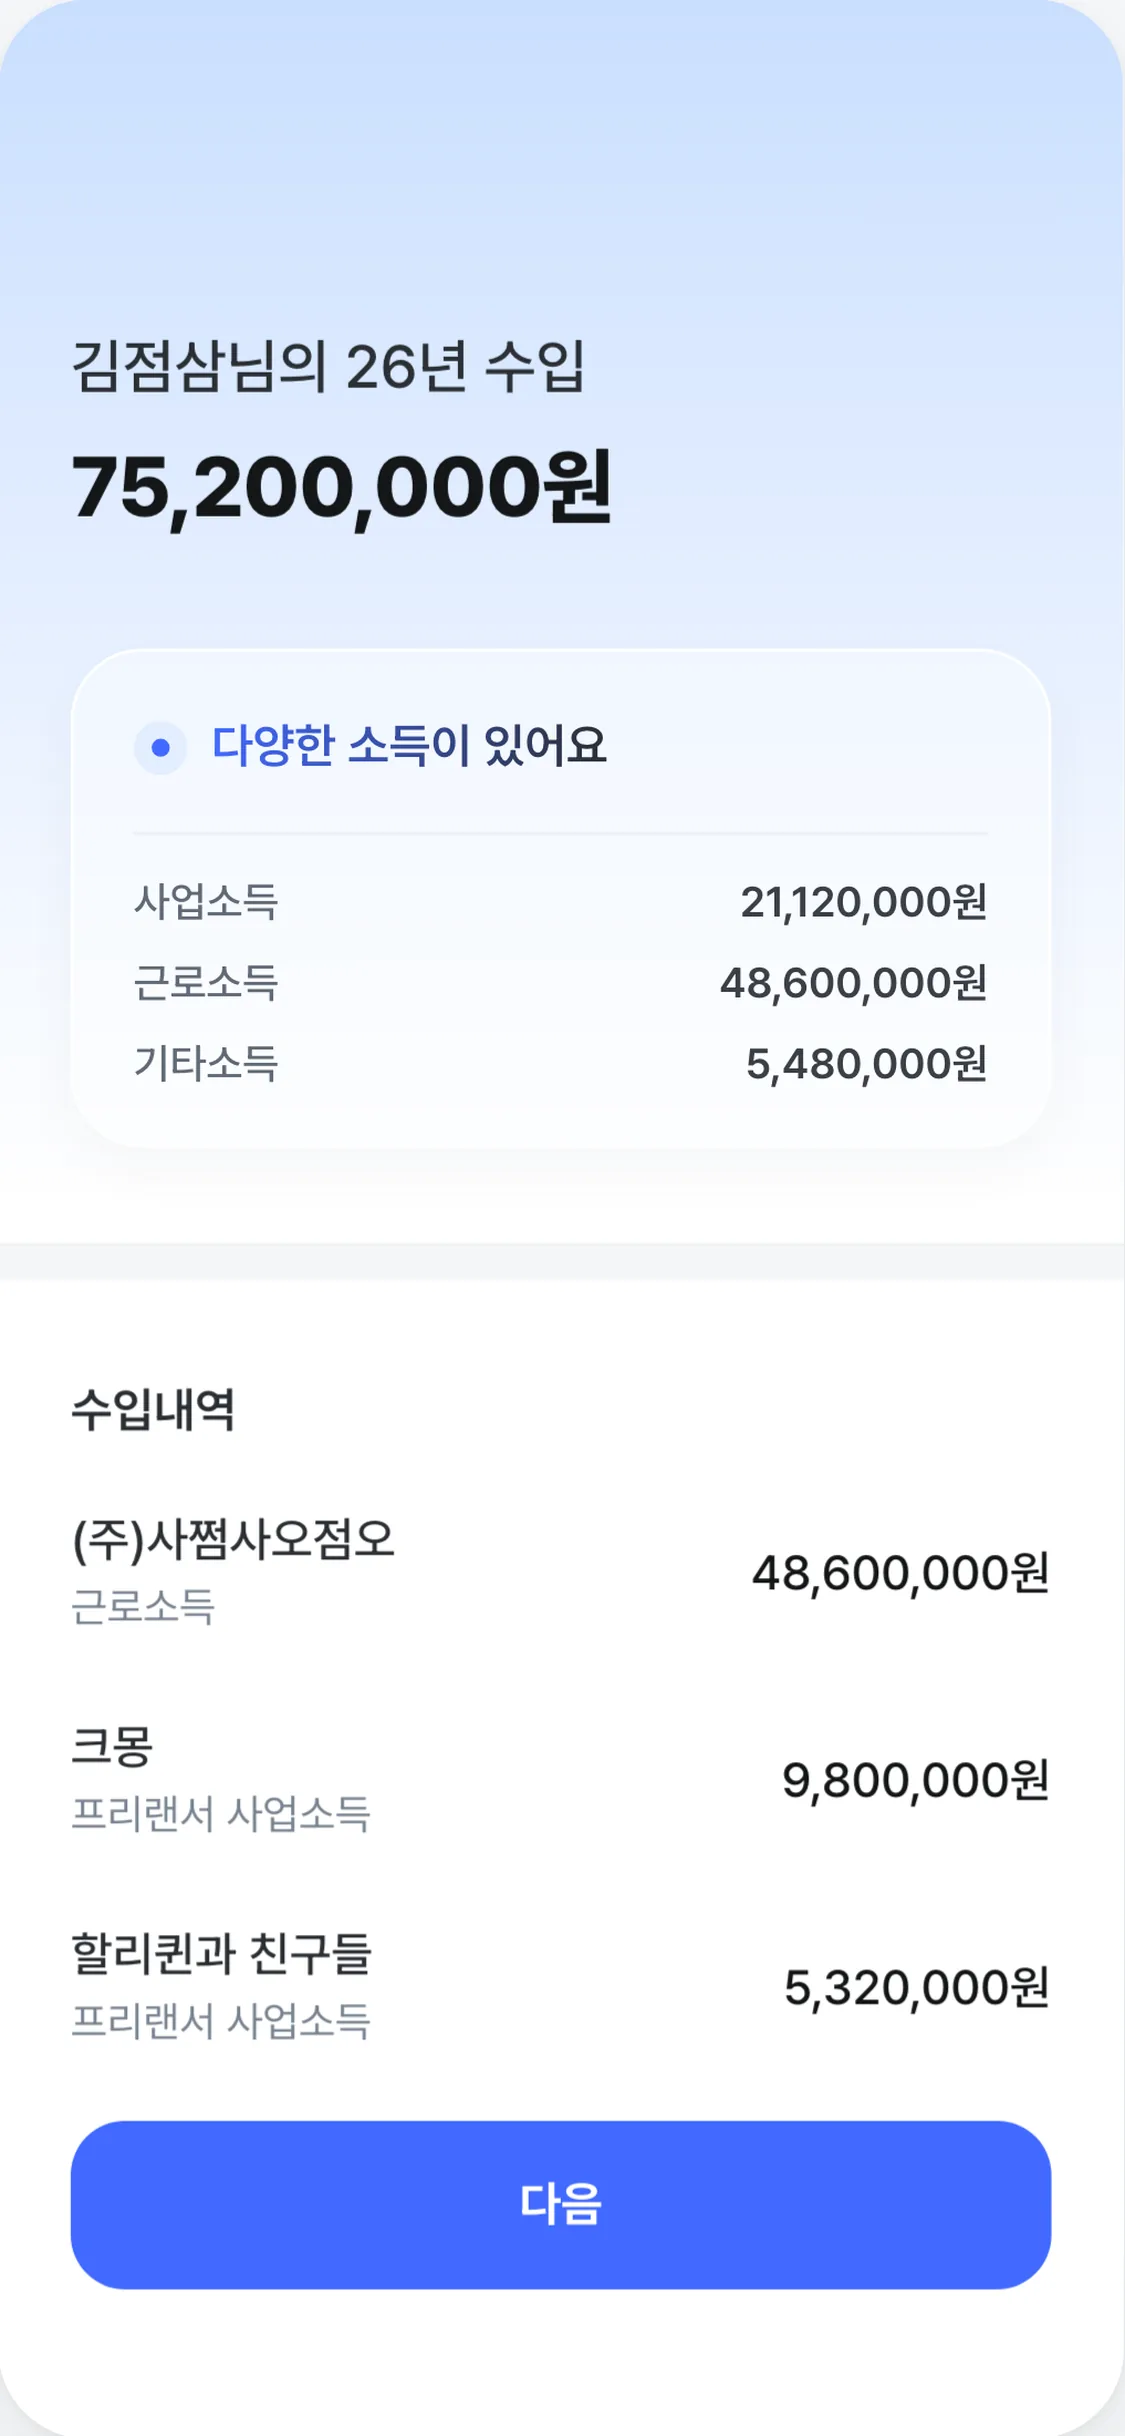 김점삼님의 26년 수입
75,200,000원
다양한 소득이 있어요
사업소득 21,120,000원
근로소득 48,600,000원
기타소득 5,480,000원
수입내역
(주)사쩜사오점오
근로소득
48,600,000원
크몽
프리랜서 사업소득
9,800,000원
할리퀸과 친구들
프리랜서 사업소득
5,320,000원
다음